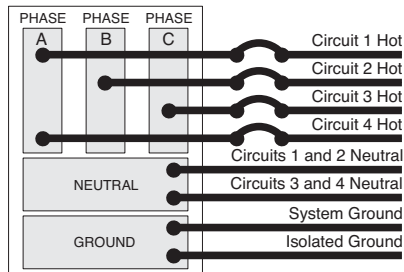 PHASE PHASE PHASE
A B C
Circuit 1 Hot
Circuit 2 Hot
Circuit 3 Hot
Circuit 4 Hot
Circuits 1 and 2 Neutral
NEUTRAL
Circuits 3 and 4 Neutral
System Ground
GROUND
Isolated Ground